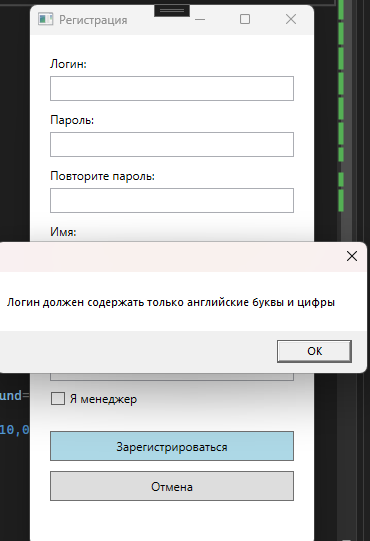 Регистрация
Логин:
Пароль:
Повторите пароль:
Имя:
Логин должен содержать только английские буквы и цифры
OK
und=
Я менеджер
10,0
Зарегистрироваться
Отмена